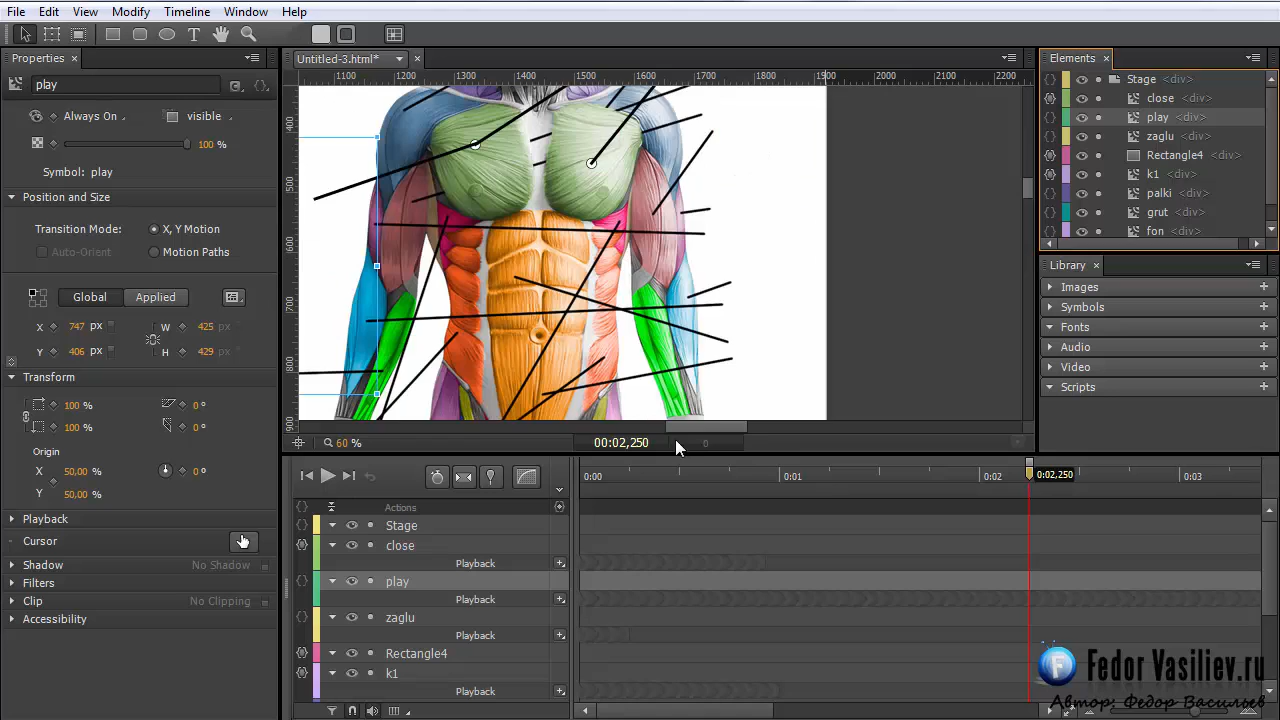 File Edit View Modify Timeline Window Help
Properties
play
Always On
visible
100 %
Symbol: play
Position and Size
Transition Mode: X, Y Motion
Auto-Orient Motion Paths
Global Applied
X 747 px W 425 px
Y 406 px H 429 px
Transform
100 % 0 º
100 % 0 º
Origin
X 50,00 % 0 º
Y 50,00 %
Playback
Cursor
Shadow No Shadow
Filters
Clip No Clipping
Accessibility
Untitled-3.html*
1100 1200 1300 1400 1500 1600 1700 1800 1900 2000 2100 2200
400
500
600
700
800
900
60 % 00:02,250 0
Elements
Stage <div>
close <div>
play <div>
zaglu <div>
Rectangle4 <div>
k1 <div>
palki <div>
grut <div>
fon <div>
Library
Images
Symbols
Fonts
Audio
Video
Scripts
0:00 0:01 0:02 0:02,250 0:03
Actions
Stage
close
Playback
play
Playback
zaglu
Playback
Rectangle4
k1
Playback
Fedor Vasiliev.ru
Автор: Федор Васильев